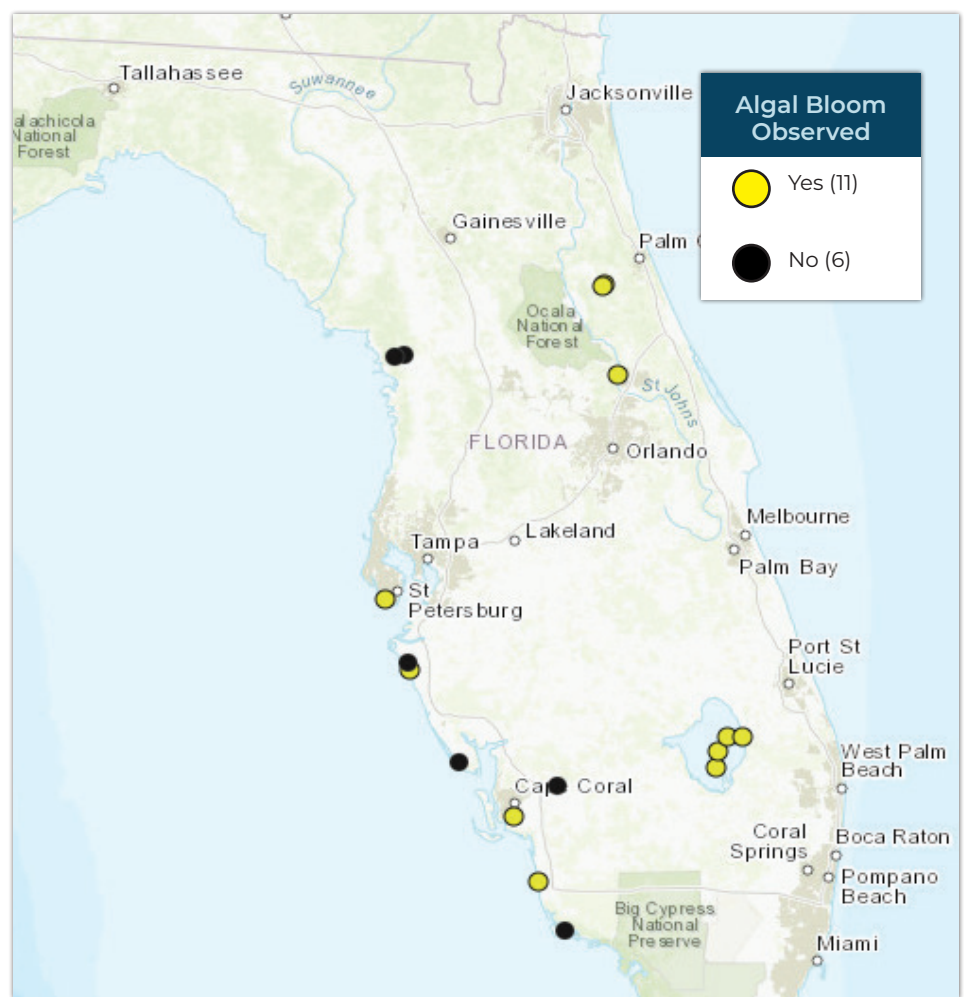 Tallahassee
Suwannee
Jacksonville
Algal Bloom
Observed
alachicola
National
Forest
Yes (11)
Gainesville
Palm C
No (6)
Ocala
National
Forest
St Johns
FLORIDA
Orlando
Melbourne
Lakeland
Tampa
Palm Bay
St
Petersburg
Port St
Lucie
West Palm
Beach
Cape Coral
Coral
Springs
Boca Raton
Pompano
Beach
Big Cypress
National
Preserve
Miami